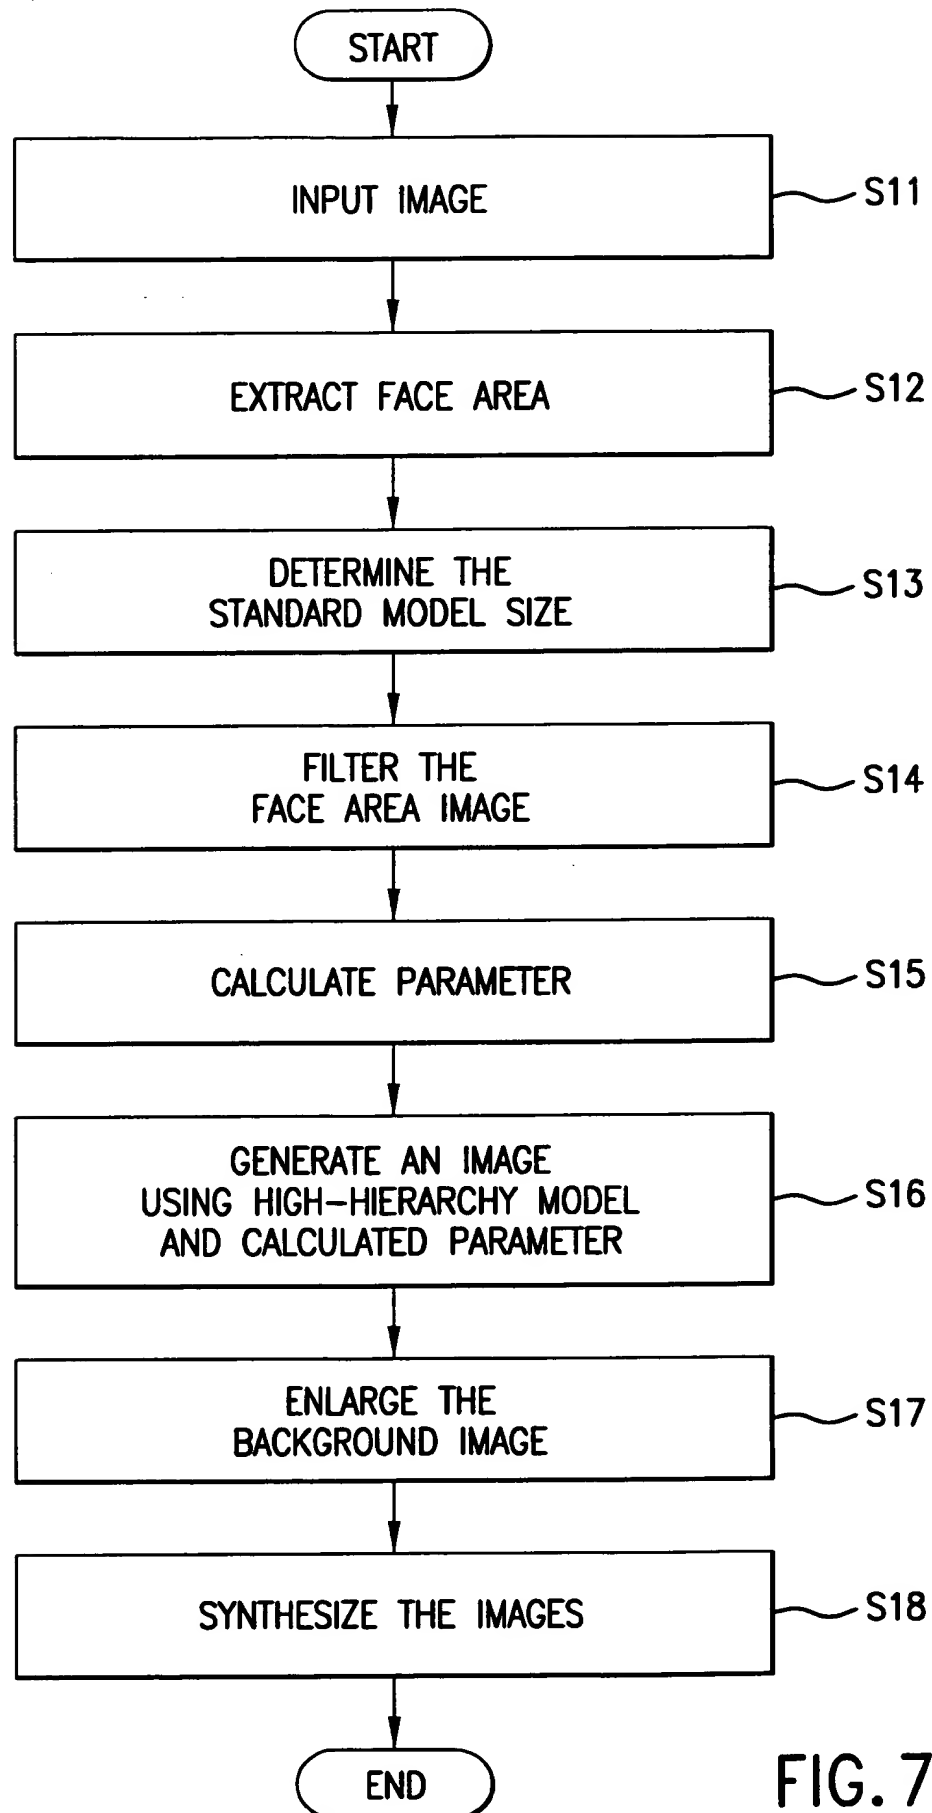 START
INPUT IMAGE
S11
EXTRACT FACE AREA
S12
DETERMINE THE
STANDARD MODEL SIZE
S13
FILTER THE
FACE AREA IMAGE
S14
CALCULATE PARAMETER
S15
GENERATE AN IMAGE
USING HIGH-HIERARCHY MODEL
AND CALCULATED PARAMETER
S16
ENLARGE THE
BACKGROUND IMAGE
S17
SYNTHESIZE THE IMAGES
S18
END
FIG. 7